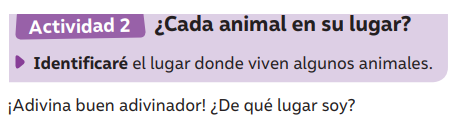 Actividad 2 ¿Cada animal en su lugar?
Identificaré el lugar donde viven algunos animales.
¡Adivina buen adivinador! ¿De qué lugar soy?